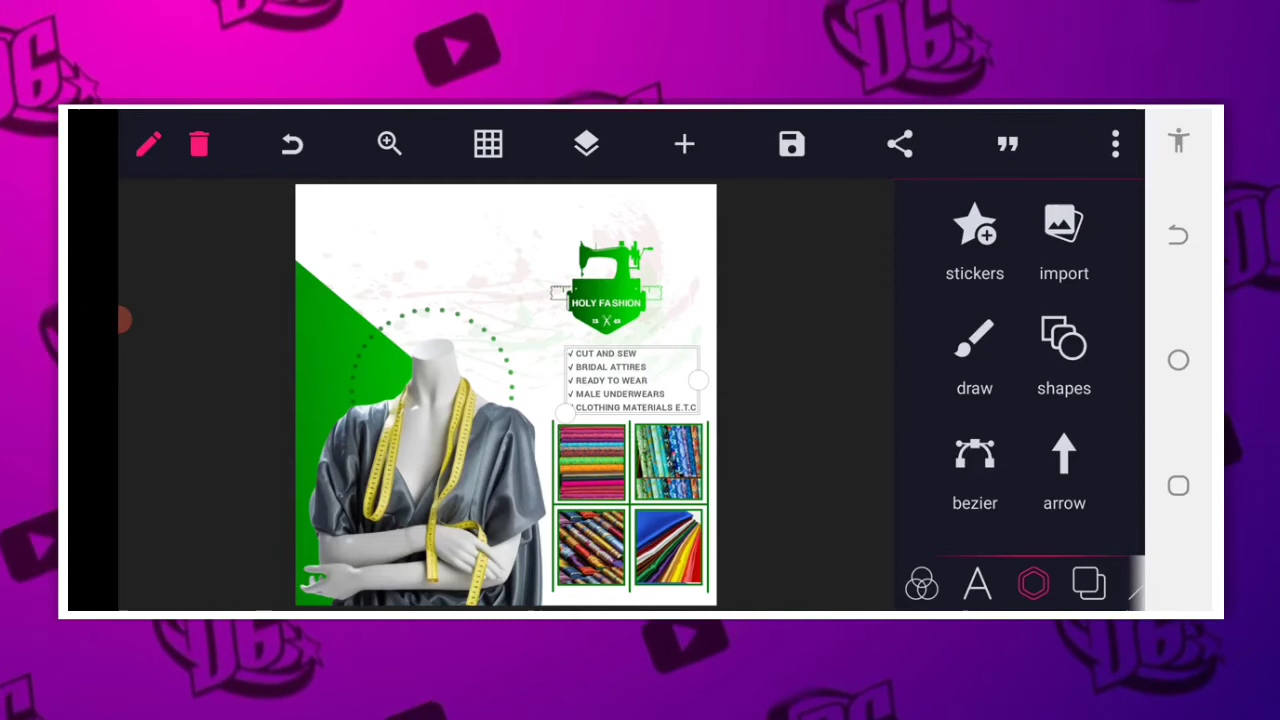 stickers
import
HOLY FASHION
√ CUT AND SEW
√ BRIDAL ATTIRES
√ READY TO WEAR
√ MALE UNDERWEARS
CLOTHING MATERIALS E.T.C
draw
shapes
bezier
arrow